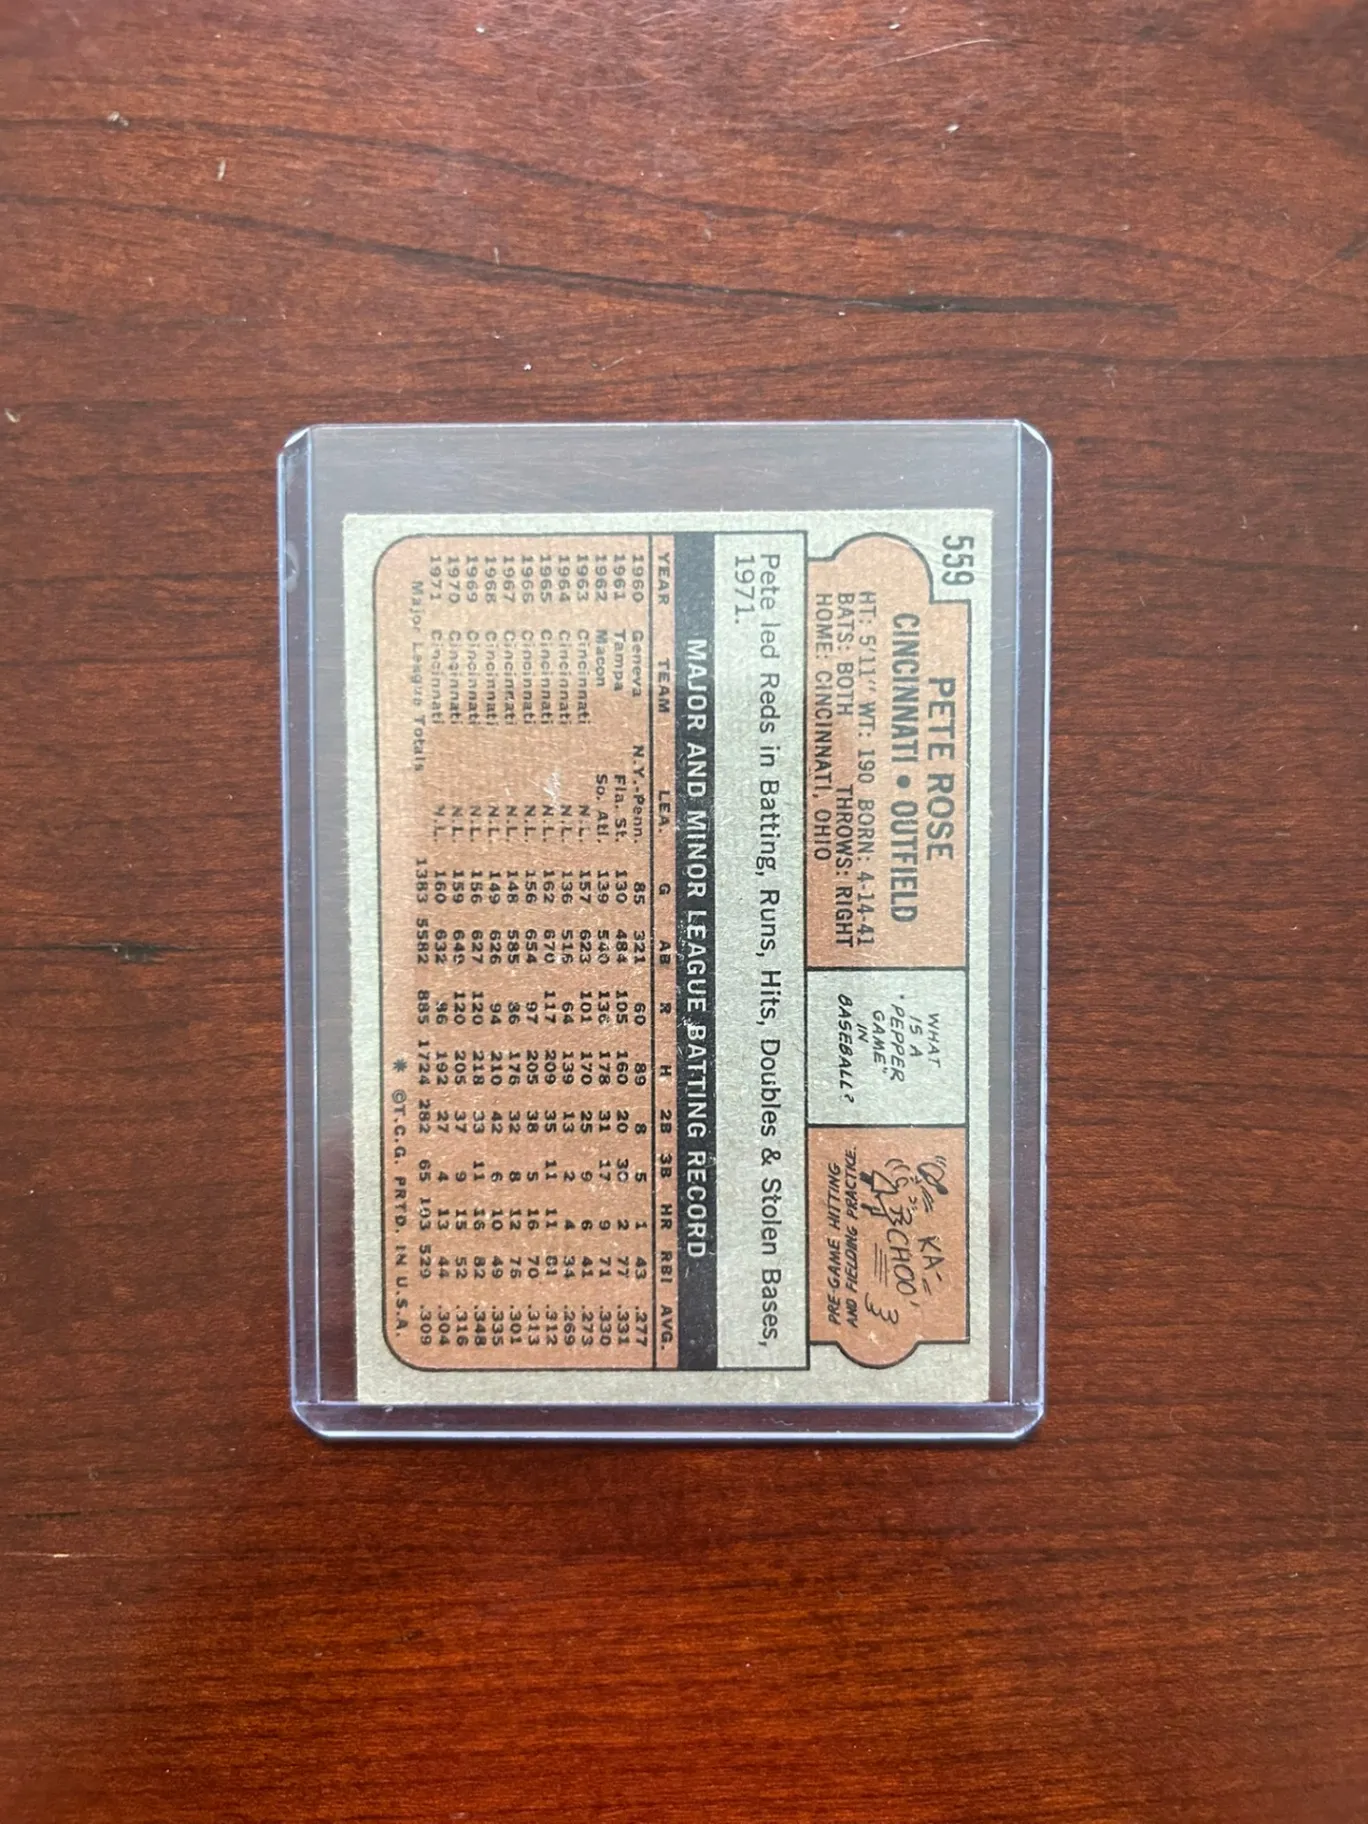 559
PETE ROSE
CINCINNATI • OUTFIELD
HT: 5'11" WT: 190 BORN: 4-14-41
BATS: BOTH THROWS: RIGHT
HOME: CINCINNATI, OHIO
WHAT
IS A
"PEPPER
GAME"
IN
BASEBALL?
KA-
CHOO!
PRE-GAME HITTING
AND FIELDING PRACTICE.
Pete led Reds in Batting, Runs, Hits, Doubles & Stolen Bases,
1971.
MAJOR AND MINOR LEAGUE BATTING RECORD
YEAR TEAM LEA. G AB R H 2B 3B HR RBI AVG.
1960 Geneva N.Y.-Penn. 85 321 60 89 8 5 1 43 .277
1961 Tampa Fla. St. 130 484 105 160 20 30 2 77 .331
1962 Macon So. Atl. 139 540 136 178 31 17 9 71 .330
1963 Cincinnati N.L. 157 623 101 170 25 9 6 41 .273
1964 Cincinnati N.L. 136 516 64 139 13 2 4 34 .269
1965 Cincinnati N.L. 162 670 117 209 35 11 11 81 .312
1966 Cincinnati N.L. 156 654 97 205 38 5 16 70 .313
1967 Cincinnati N.L. 148 585 86 176 32 8 12 76 .301
1968 Cincinnati N.L. 149 626 94 210 42 6 10 49 .335
1969 Cincinnati N.L. 156 627 120 218 33 11 16 82 .348
1970 Cincinnati N.L. 159 649 120 205 37 9 15 52 .316
1971 Cincinnati N.L. 160 632 86 192 27 4 13 44 .304
Major League Totals 1383 5582 885 1724 282 65 103 529 .309
* ©T.C.G. PRTD. IN U.S.A.